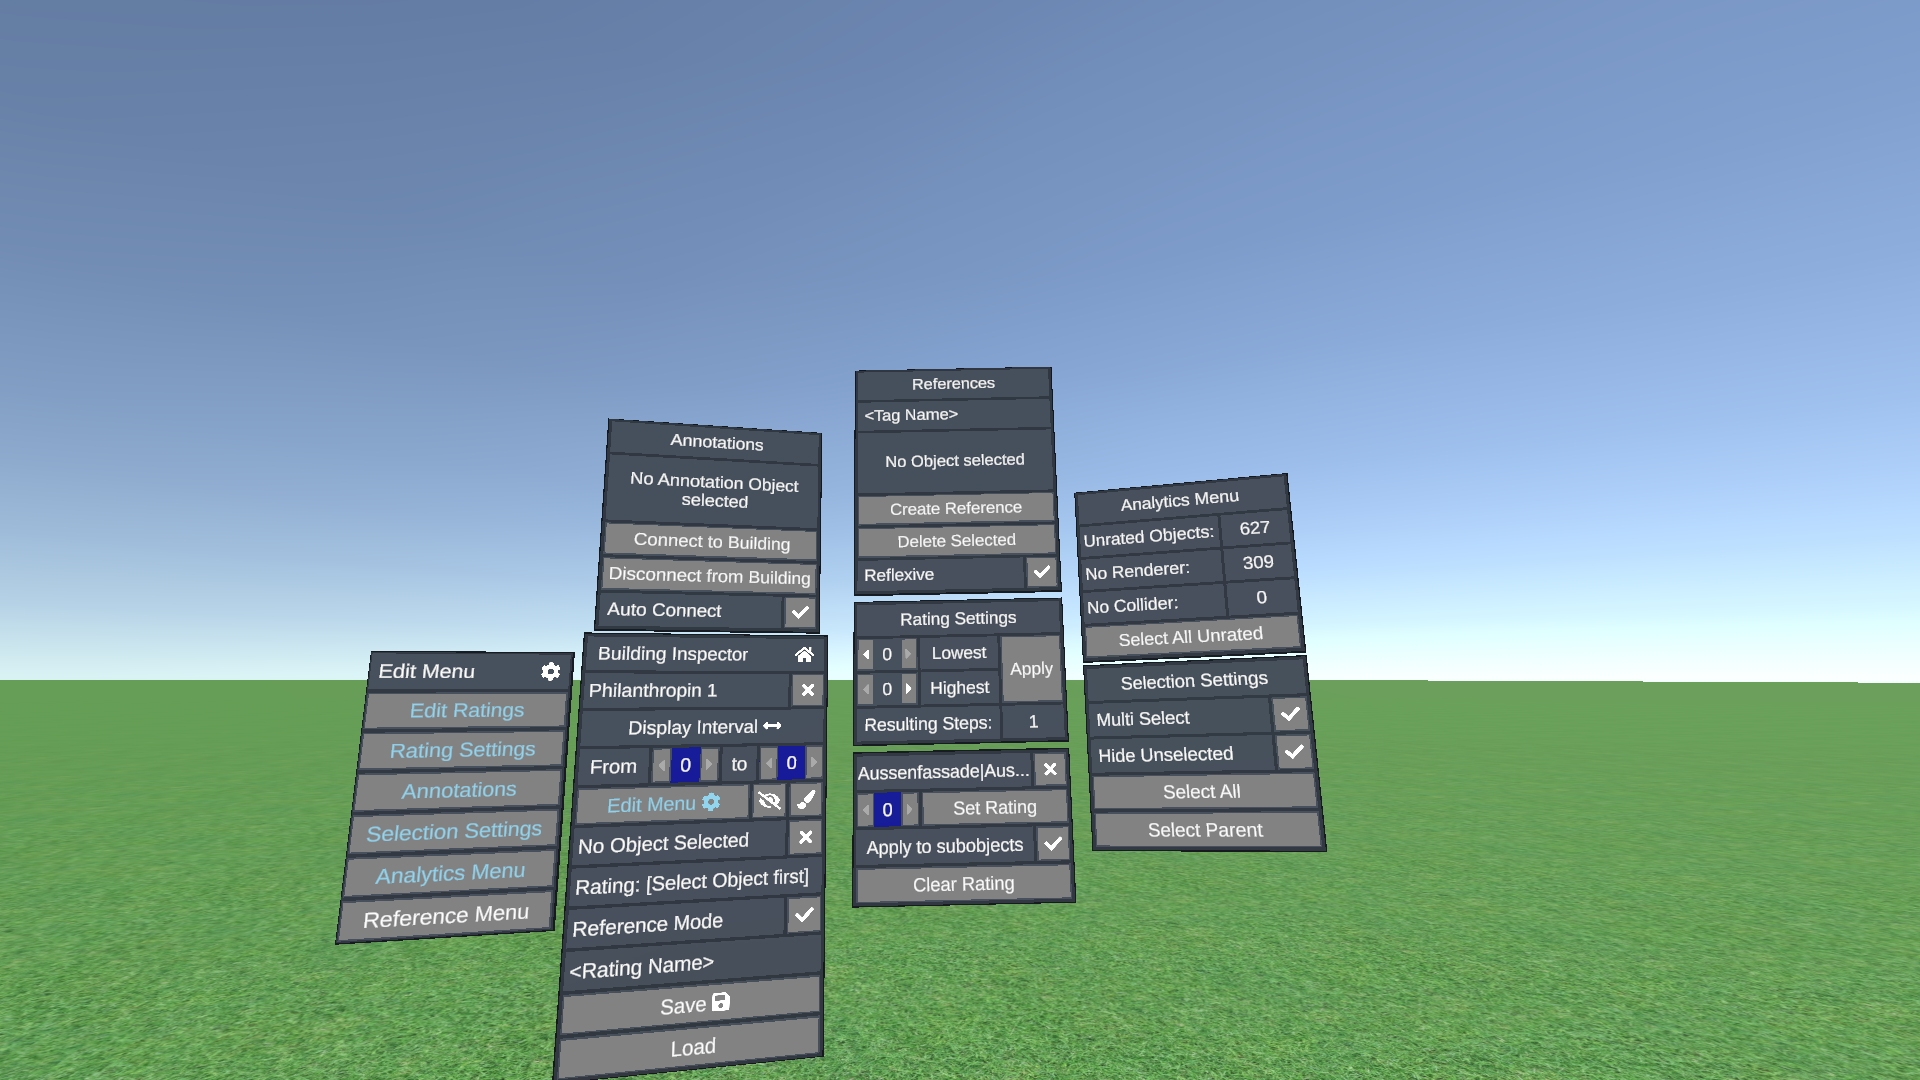 Edit Menu
Edit Ratings
Rating Settings
Annotations
Selection Settings
Analytics Menu
Reference Menu
Annotations
No Annotation Object
selected
Connect to Building
Disconnect from Building
Auto Connect
Building Inspector
Philanthropin 1
Display Interval
From 0 to 0
Edit Menu
No Object Selected
Rating: [Select Object first]
Reference Mode
<Rating Name>
Save
Load
References
<Tag Name>
No Object selected
Create Reference
Delete Selected
Reflexive
Rating Settings
0 Lowest
Apply
0 Highest
Resulting Steps: 1
Aussenfassade|Aus...
0 Set Rating
Apply to subobjects
Clear Rating
Analytics Menu
Unrated Objects: 627
No Renderer: 309
No Collider: 0
Select All Unrated
Selection Settings
Multi Select
Hide Unselected
Select All
Select Parent